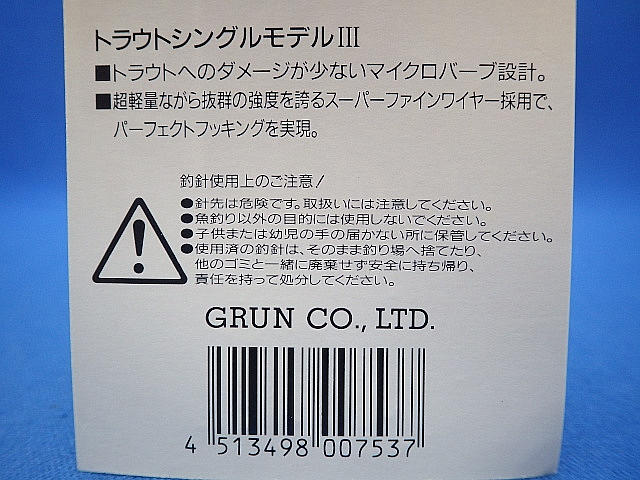 トラウトシングルモデルIII
■トラウトへのダメージが少ないマイクロバーブ設計。
■超軽量ながら抜群の強度を誇るスーパーファインワイヤー採用で、
パーフェクトフッキングを実現。
釣針使用上のご注意!
●針先は危険です。取扱いには注意してください。
●魚釣り以外の目的には使用しないでください。
●子供または幼児の手の届かない所に保管してください。
●使用済の釣針は、そのまま釣り場へ捨てたり、
他のゴミと一緒に廃棄せず安全に持ち帰り、
責任を持って処分してください。
GRUN CO., LTD.
4 513498 007537